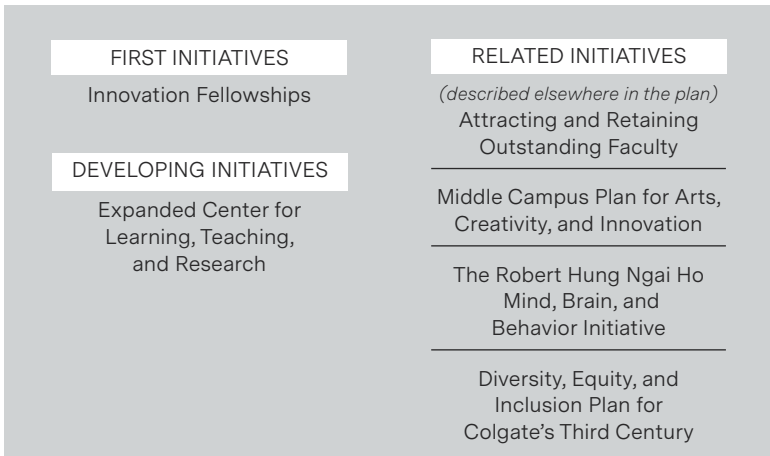 FIRST INITIATIVES
Innovation Fellowships
DEVELOPING INITIATIVES
Expanded Center for
Learning, Teaching,
and Research
RELATED INITIATIVES
(described elsewhere in the plan)
Attracting and Retaining
Outstanding Faculty
Middle Campus Plan for Arts,
Creativity, and Innovation
The Robert Hung Ngai Ho
Mind, Brain, and
Behavior Initiative
Diversity, Equity, and
Inclusion Plan for
Colgate’s Third Century